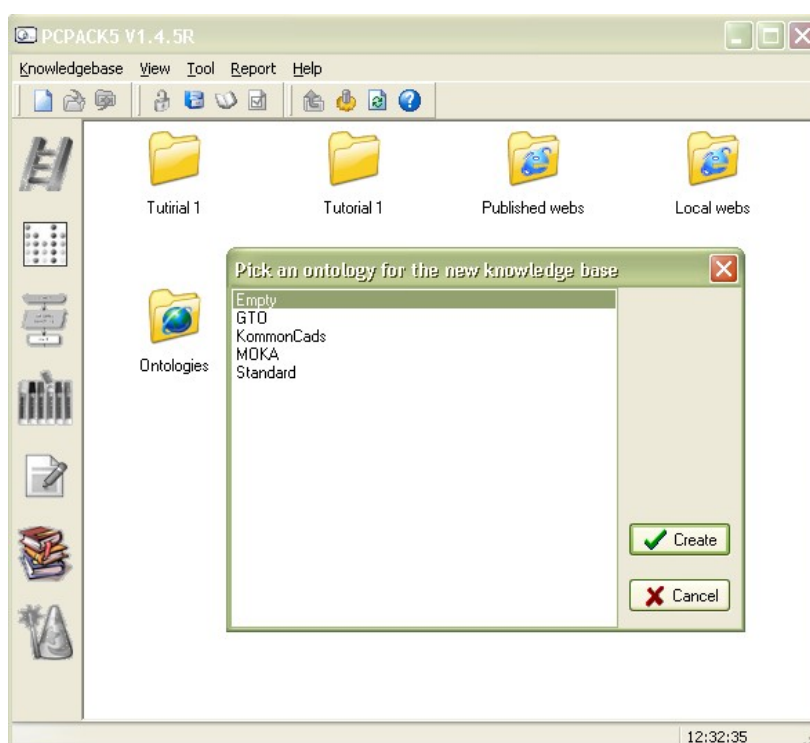 PCPACK5 V1.4.5R
Knowledgebase View Tool Report Help
Tutirial 1 Tutorial 1 Published webs Local webs
Pick an ontology for the new knowledge base
Empty
GTO
KommonCads
MOKA
Standard
Ontologies
Create
Cancel
12:32:35